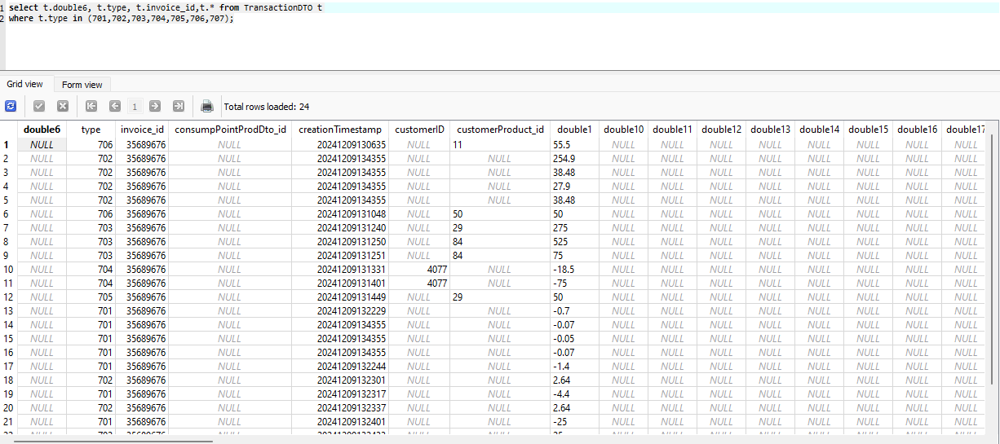 1 select t.double6, t.type, t.invoice_id,t.* from TransactionDTO t
2 where t.type in (701,702,703,704,705,706,707);
Grid view Form view
1 Total rows loaded: 24
double6 type invoice_id consumpPointProdDto_id creationTimestamp customerID customerProduct_id double1 double10 double11 double12 double13 double14 double15 double16 double17
1 NULL 706 35689676 NULL 20241209130635 NULL 11 55.5 NULL NULL NULL NULL NULL NULL NULL NULL
2 NULL 702 35689676 NULL 20241209134355 NULL NULL 254.9 NULL NULL NULL NULL NULL NULL NULL NULL
3 NULL 702 35689676 NULL 20241209134355 NULL NULL 38.48 NULL NULL NULL NULL NULL NULL NULL NULL
4 NULL 702 35689676 NULL 20241209134355 NULL NULL 27.9 NULL NULL NULL NULL NULL NULL NULL NULL
5 NULL 702 35689676 NULL 20241209134355 NULL NULL 38.48 NULL NULL NULL NULL NULL NULL NULL NULL
6 NULL 706 35689676 NULL 20241209131048 NULL 50 50 NULL NULL NULL NULL NULL NULL NULL NULL
7 NULL 703 35689676 NULL 20241209131240 NULL 29 275 NULL NULL NULL NULL NULL NULL NULL NULL
8 NULL 703 35689676 NULL 20241209131250 NULL 84 525 NULL NULL NULL NULL NULL NULL NULL NULL
9 NULL 703 35689676 NULL 20241209131251 NULL 84 75 NULL NULL NULL NULL NULL NULL NULL NULL
10 NULL 704 35689676 NULL 20241209131331 4077 NULL -18.5 NULL NULL NULL NULL NULL NULL NULL NULL
11 NULL 704 35689676 NULL 20241209131401 4077 NULL -75 NULL NULL NULL NULL NULL NULL NULL NULL
12 NULL 705 35689676 NULL 20241209131449 NULL 29 50 NULL NULL NULL NULL NULL NULL NULL NULL
13 NULL 701 35689676 NULL 20241209132229 NULL NULL -0.7 NULL NULL NULL NULL NULL NULL NULL NULL
14 NULL 701 35689676 NULL 20241209134355 NULL NULL -0.07 NULL NULL NULL NULL NULL NULL NULL NULL
15 NULL 701 35689676 NULL 20241209134355 NULL NULL -0.05 NULL NULL NULL NULL NULL NULL NULL NULL
16 NULL 701 35689676 NULL 20241209134355 NULL NULL -0.07 NULL NULL NULL NULL NULL NULL NULL NULL
17 NULL 701 35689676 NULL 20241209132244 NULL NULL -1.4 NULL NULL NULL NULL NULL NULL NULL NULL
18 NULL 702 35689676 NULL 20241209132301 NULL NULL 2.64 NULL NULL NULL NULL NULL NULL NULL NULL
19 NULL 701 35689676 NULL 20241209132317 NULL NULL -4.4 NULL NULL NULL NULL NULL NULL NULL NULL
20 NULL 702 35689676 NULL 20241209132337 NULL NULL 2.64 NULL NULL NULL NULL NULL NULL NULL NULL
21 NULL 701 35689676 NULL 20241209132401 NULL NULL -25 NULL NULL NULL NULL NULL NULL NULL NULL